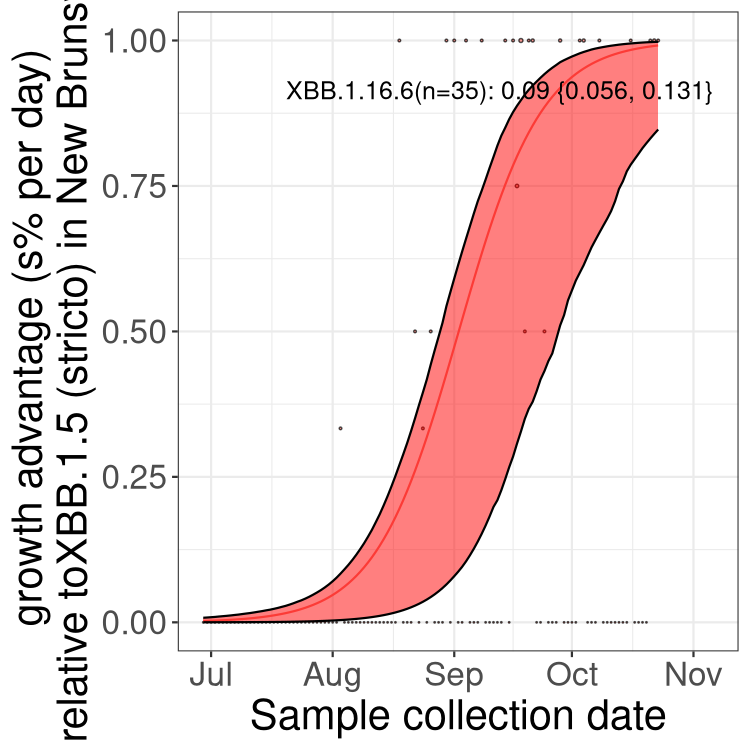 growth advantage (s% per day)
relative toXBB.1.5 (stricto) in New
1.00
0.75
0.50
0.25
0.00
XBB.1.16.6(n=35): 0.09 {0.056, 0.131}
Jul Aug Sep Oct Nov
Sample collection date